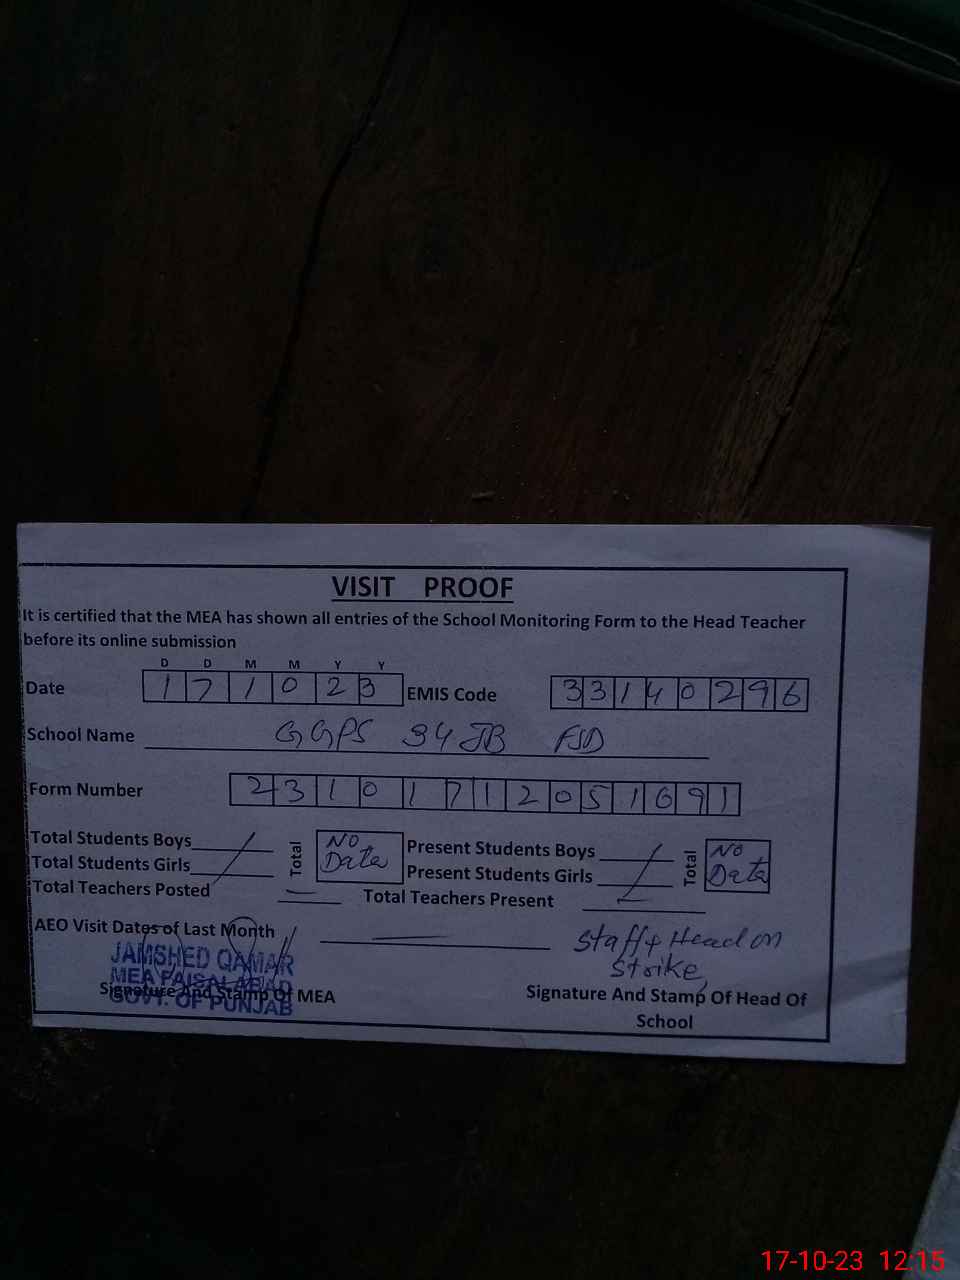 VISIT PROOF
It is certified that the MEA has shown all entries of the School Monitoring Form to the Head Teacher
before its online submission
D D M M Y Y
Date 1 7 1 0 2 3 EMIS Code 3 3 1 4 0 2 9 6
School Name GGPS 34 JB FSD
Form Number 2 3 1 0 1 7 1 2 0 5 1 6 9 1
Total Students Boys Total NO Data Present Students Boys Total NO Data
Total Students Girls Present Students Girls
Total Teachers Posted Total Teachers Present
AEO Visit Dates of Last Month
Staff & Head on
Strike
JAMSHED QAMAR
MEA FAISALABAD
GOVT. OF PUNJAB
Signature And Stamp Of MEA
Signature And Stamp Of Head Of
School
17-10-23 12:15